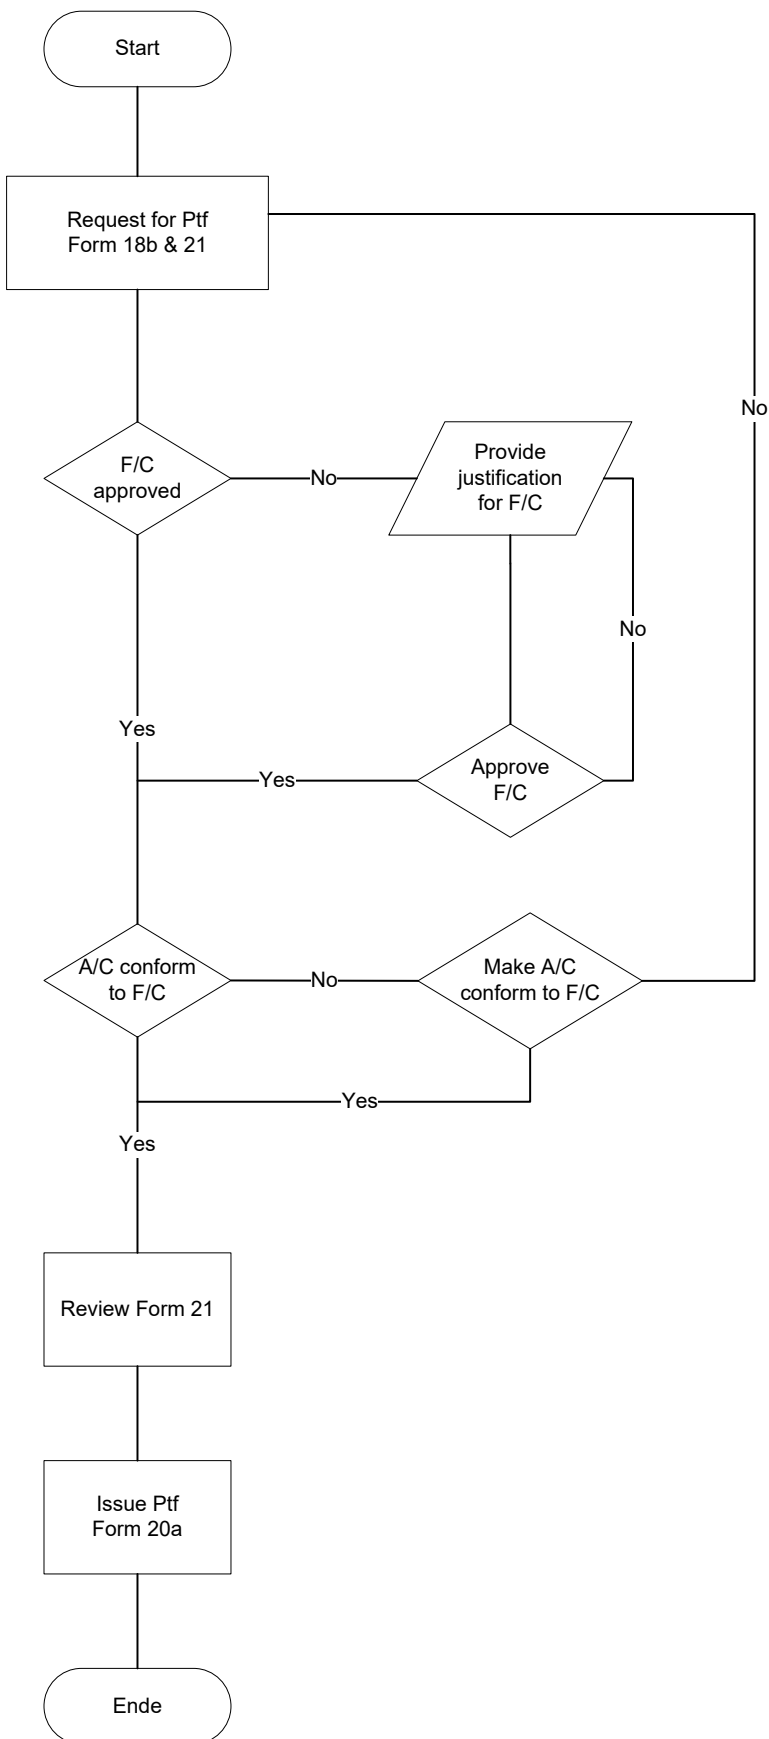 Start
Request for Ptf
Form 18b & 21
No
F/C
approved
No
Provide
justification
for F/C
No
Yes
Yes
Approve
F/C
A/C conform
to F/C
No
Make A/C
conform to F/C
Yes
Yes
Review Form 21
Issue Ptf
Form 20a
Ende